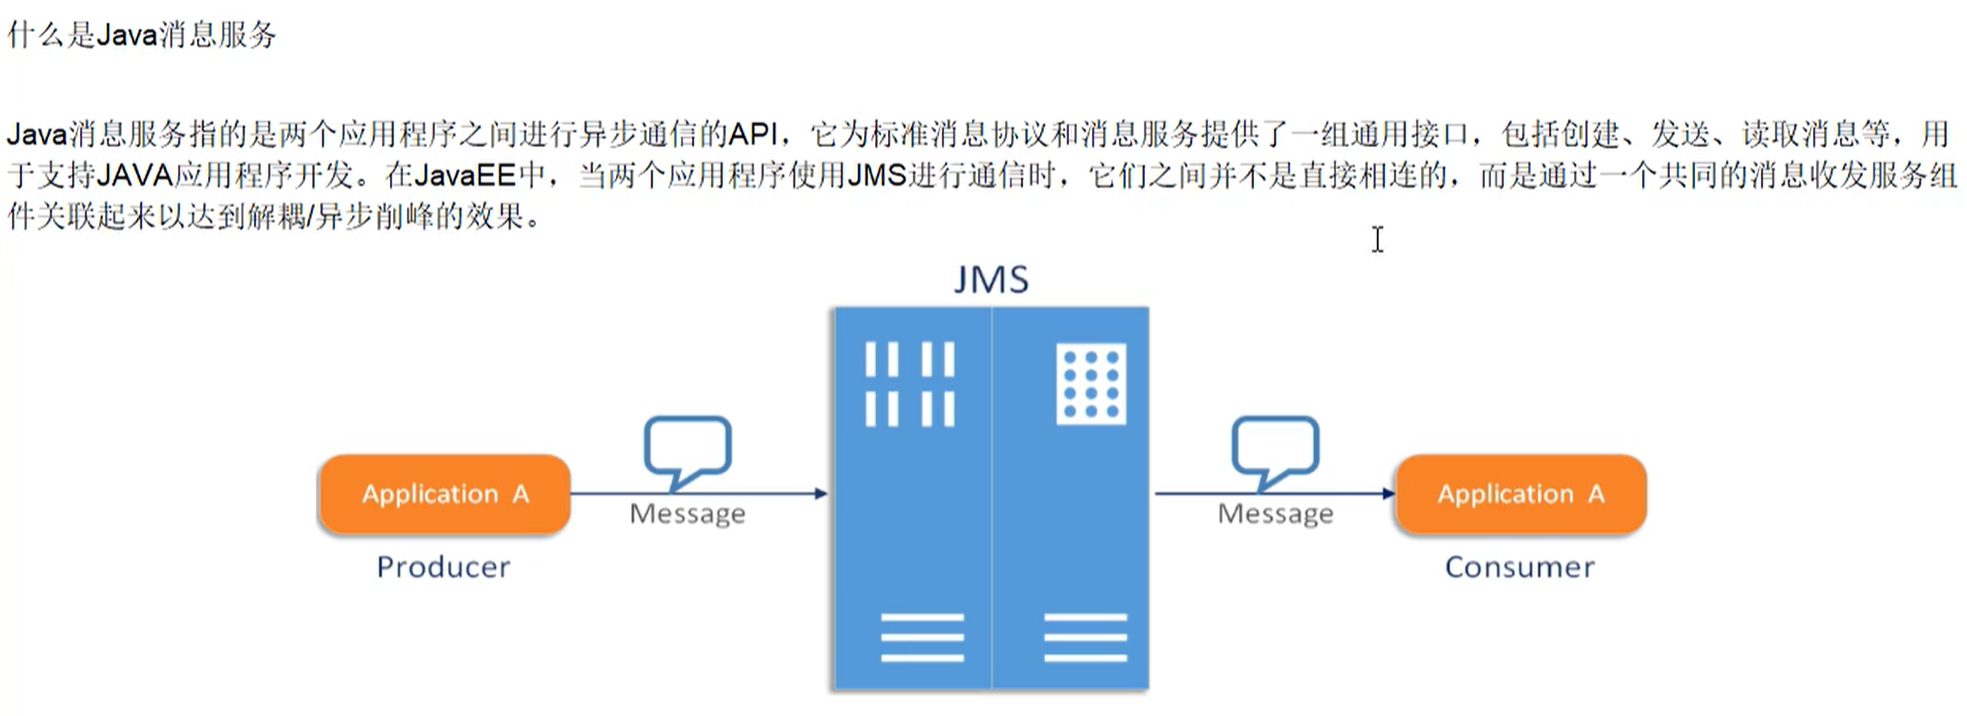 什么是Java消息服务
Java消息服务指的是两个应用程序之间进行异步通信的API，它为标准消息协议和消息服务提供了一组通用接口，包括创建、发送、读取消息等，用
于支持JAVA应用程序开发。在JavaEE中，当两个应用程序使用JMS进行通信时，它们之间并不是直接相连的，而是通过一个共同的消息收发服务组
件关联起来以达到解耦/异步削峰的效果。
JMS
Application A
Message
Message
Application A
Producer
Consumer